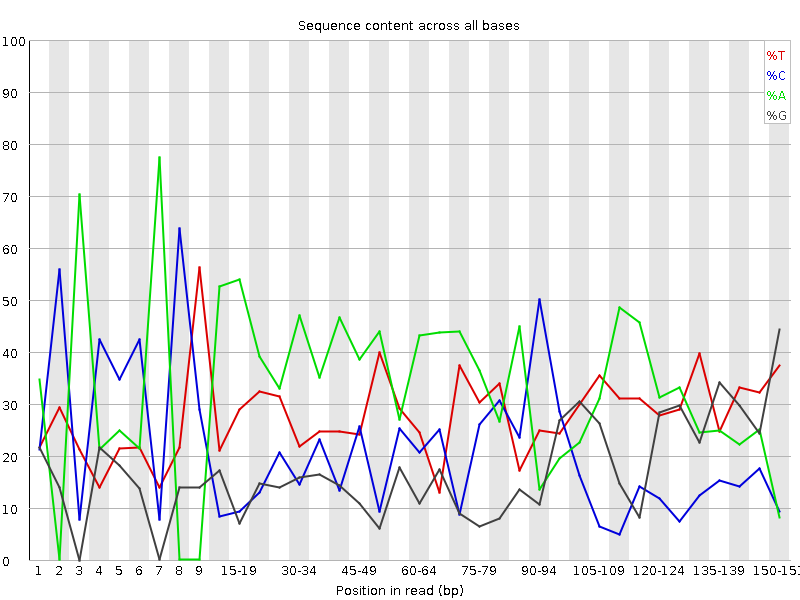 Sequence content across all bases
100
90
80
70
60
50
40
30
20
10
0
%T
%C
%A
%G
1 2 3 4 5 6 7 8 9 15-19 30-34 45-49 60-64 75-79 90-94 105-109 120-124 135-139 150-151
Position in read (bp)